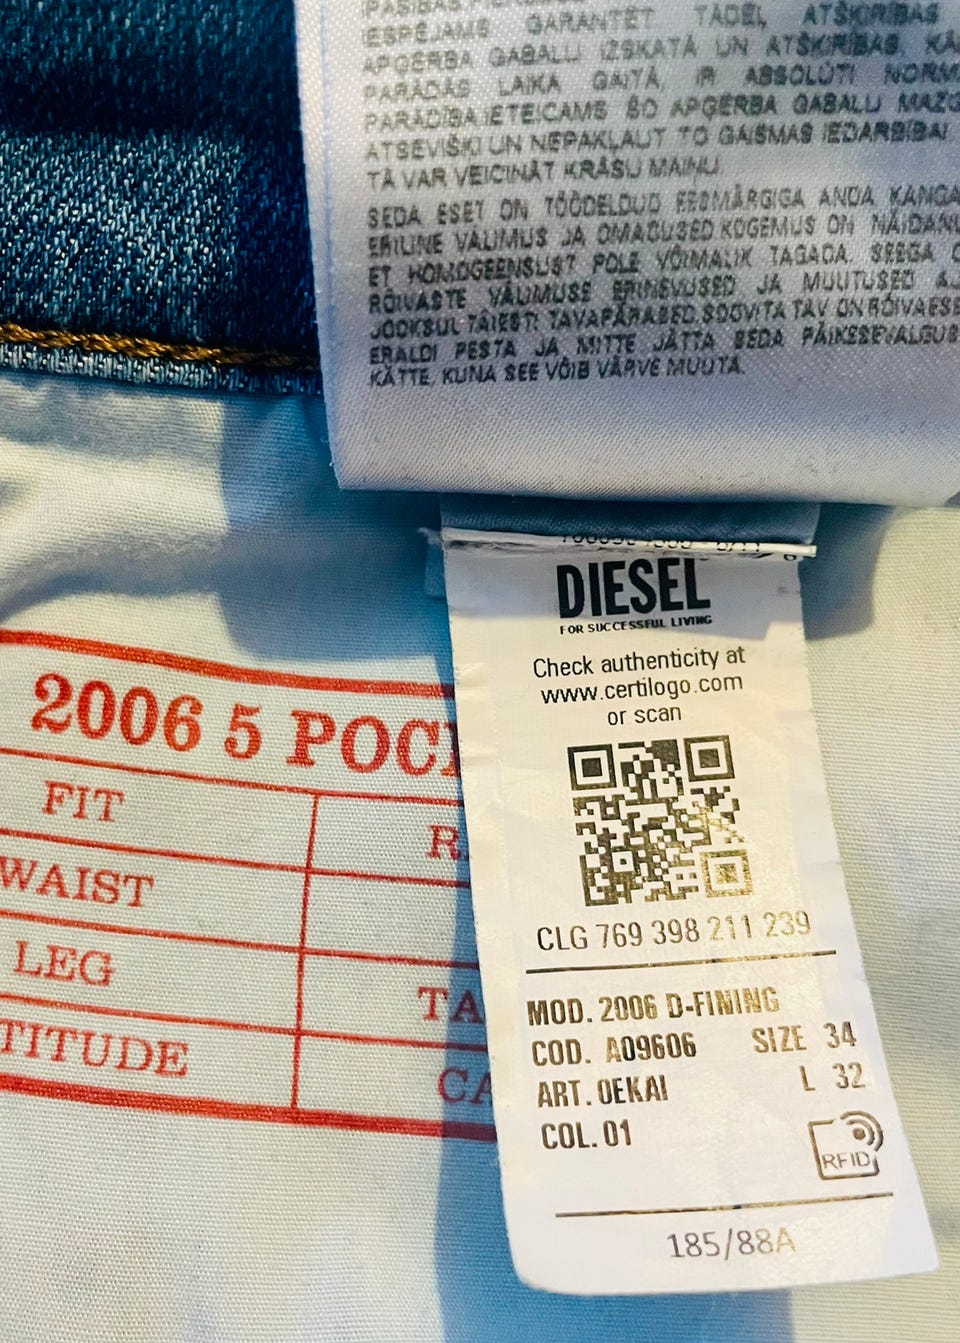 IESPĒJAMS GARANTĒT TĀDĒĻ ATŠĶIRĪBAS
APĢĒRBA GABALU IZSKATĀ UN ATŠĶIRĪBAS, KAS
PARĀDĀS LAIKA GAITĀ, IR ABSOLŪTI
PARĀDĪBA IETEICAMS ŠO APĢĒRBA GABALU
ATSEVIŠĶI UN NEPAKĻAUT TO GAISMAS IEDARBĪBAI
TĀ VAR VEICINĀT KRĀSU MAIŅU.
SEDA ESET ON TÖÖDELDUD EESMÄRGIGA ANDA
ERILINE VÄLIMUS JA OMADUSED KOGEMUS ON
ET HOMOGEENSUST POLE VÕIMALIK TAGADA. SEEGA
RÕIVASTE VÄLIMUSE ERINEVUSED JA MUUTUSED
JOOKSUL TÄIESTI TAVAPÄRASED. SOOVITA TAV ON RÕIVAESE
ERALDI PESTA JA MITTE JÄTTA SEDA
KÄTTE, KUNA SEE VÕIB VÄRVE MUUTA.
DIESEL
FOR SUCCESSFUL LIVING
Check authenticity at
www.certilogo.com
or scan
CLG 769 398 211 239
MOD. 2006 D-FINING
COD. A09606 SIZE 34
ART. 0EKAI L 32
COL. 01
RFID
185/88A
2006 5 POC
FIT R
WAIST
LEG TA
TITUDE CA